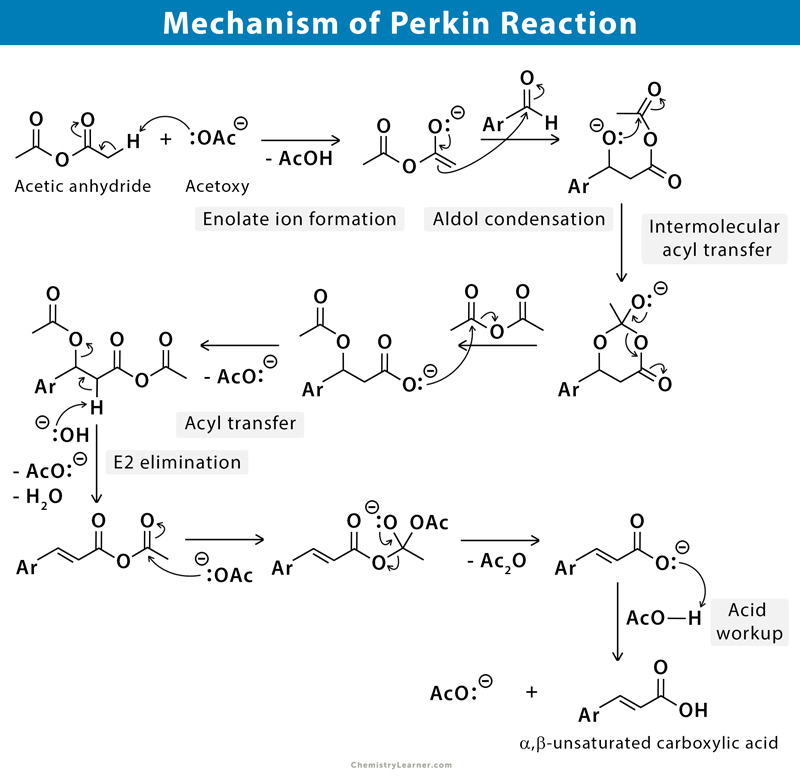 Mechanism of Perkin Reaction
O O H + :OAc⊖ - AcOH O O:⊖ O Ar O H O
Acetic anhydride Acetoxy
Enolate ion formation Aldol condensation
⊖ O: O O O Ar
Intermolecular
acyl transfer
O O Ar O O O Ar H
- AcO:⊖
O O Ar O O:⊖
O O O
O:⊖ O O Ar O
Acyl transfer
⊖ :OH
- AcO:⊖
- H2O
E2 elimination
Ar O O O
⊖ :OAc
Ar O O ⊖ :O OAc
- Ac2O
Ar O O:⊖
AcO—H
Acid
workup
AcO:⊖ + Ar O OH
α,β-unsaturated carboxylic acid
ChemistryLearner.com